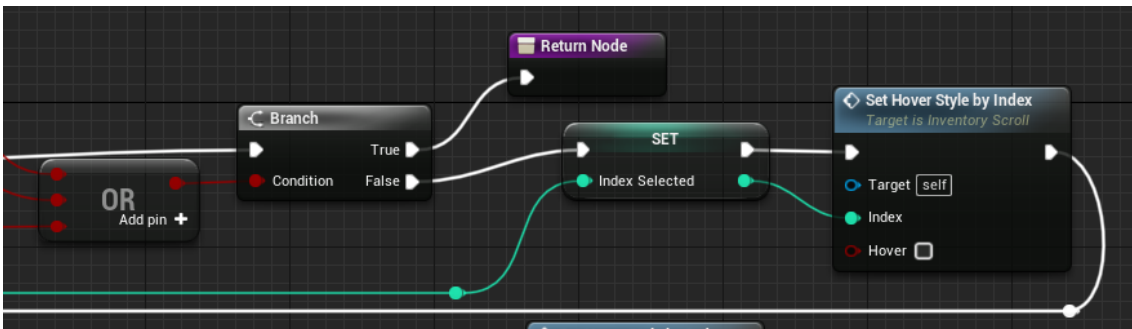 Return Node
Branch
True
Condition
False
OR
Add pin +
SET
Index Selected
Set Hover Style by Index
Target is Inventory Scroll
Target self
Index
Hover